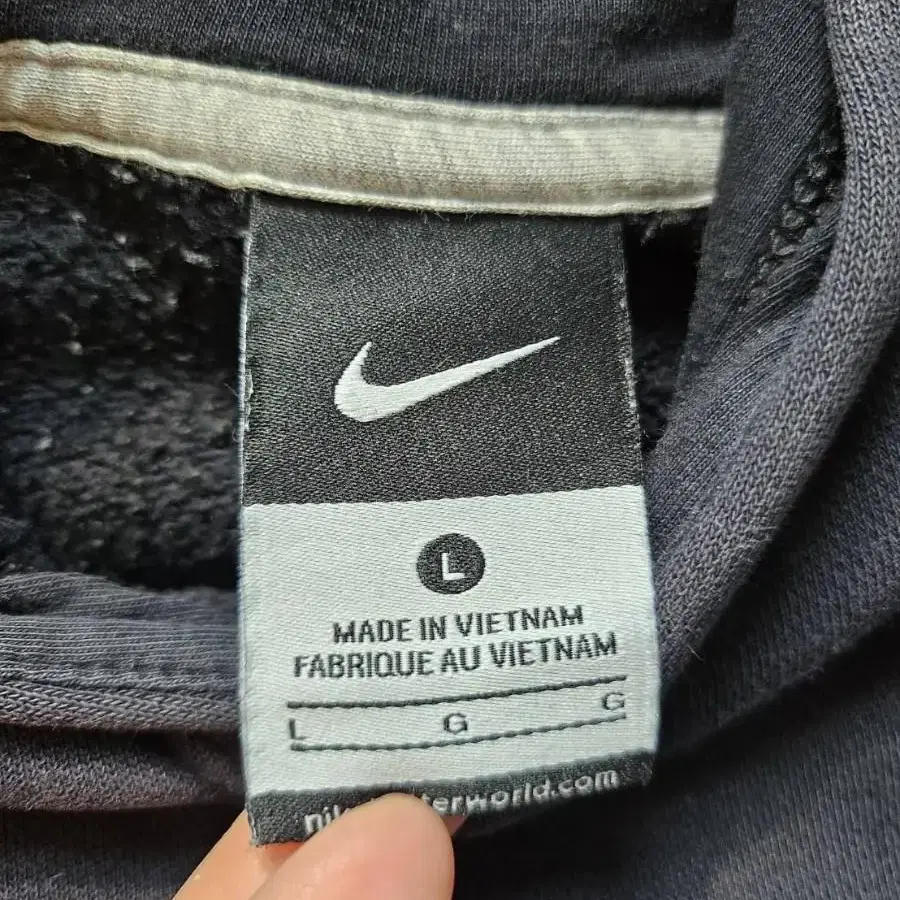 L
MADE IN VIETNAM
FABRIQUE AU VIETNAM
L G G